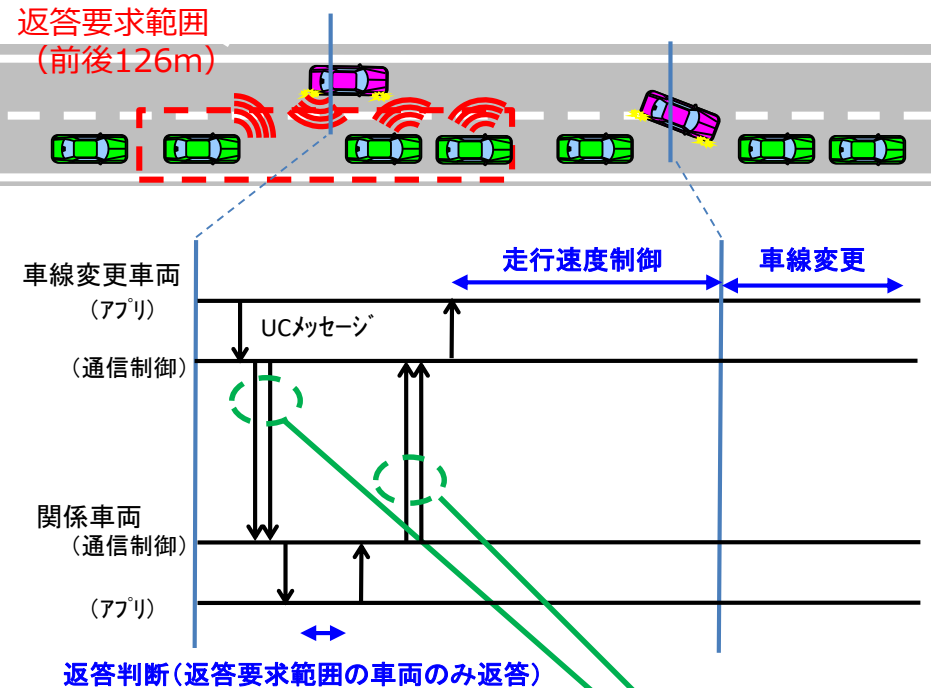 返答要求範囲
（前後126m）
走行速度制御
車線変更
車線変更車両
（アプリ）
UCメッセージ
（通信制御）
関係車両
（通信制御）
（アプリ）
返答判断（返答要求範囲の車両のみ返答）